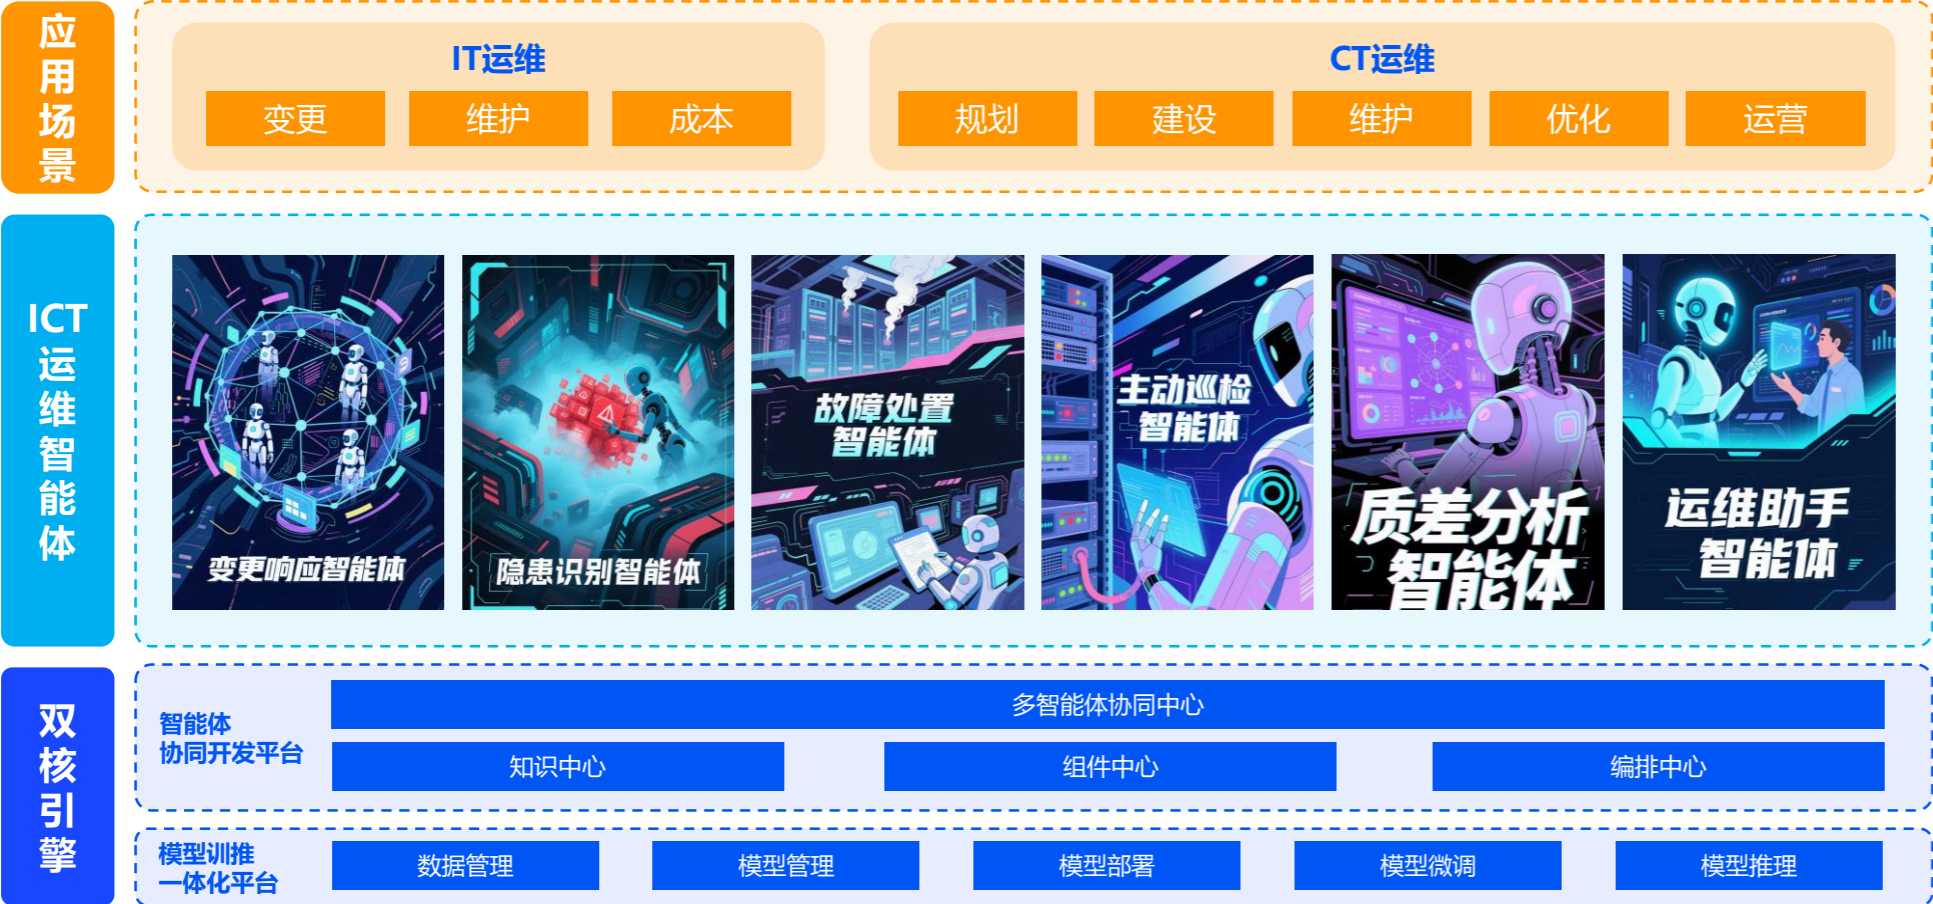 应用场景
IT运维
变更
维护
成本
CT运维
规划
建设
维护
优化
运营
ICT运维智能体
变更响应智能体
隐患识别智能体
故障处置
智能体
主动巡检
智能体
质差分析
智能体
运维助手
智能体
双核引擎
智能体
协同开发平台
多智能体协同中心
知识中心
组件中心
编排中心
模型训推
一体化平台
数据管理
模型管理
模型部署
模型微调
模型推理